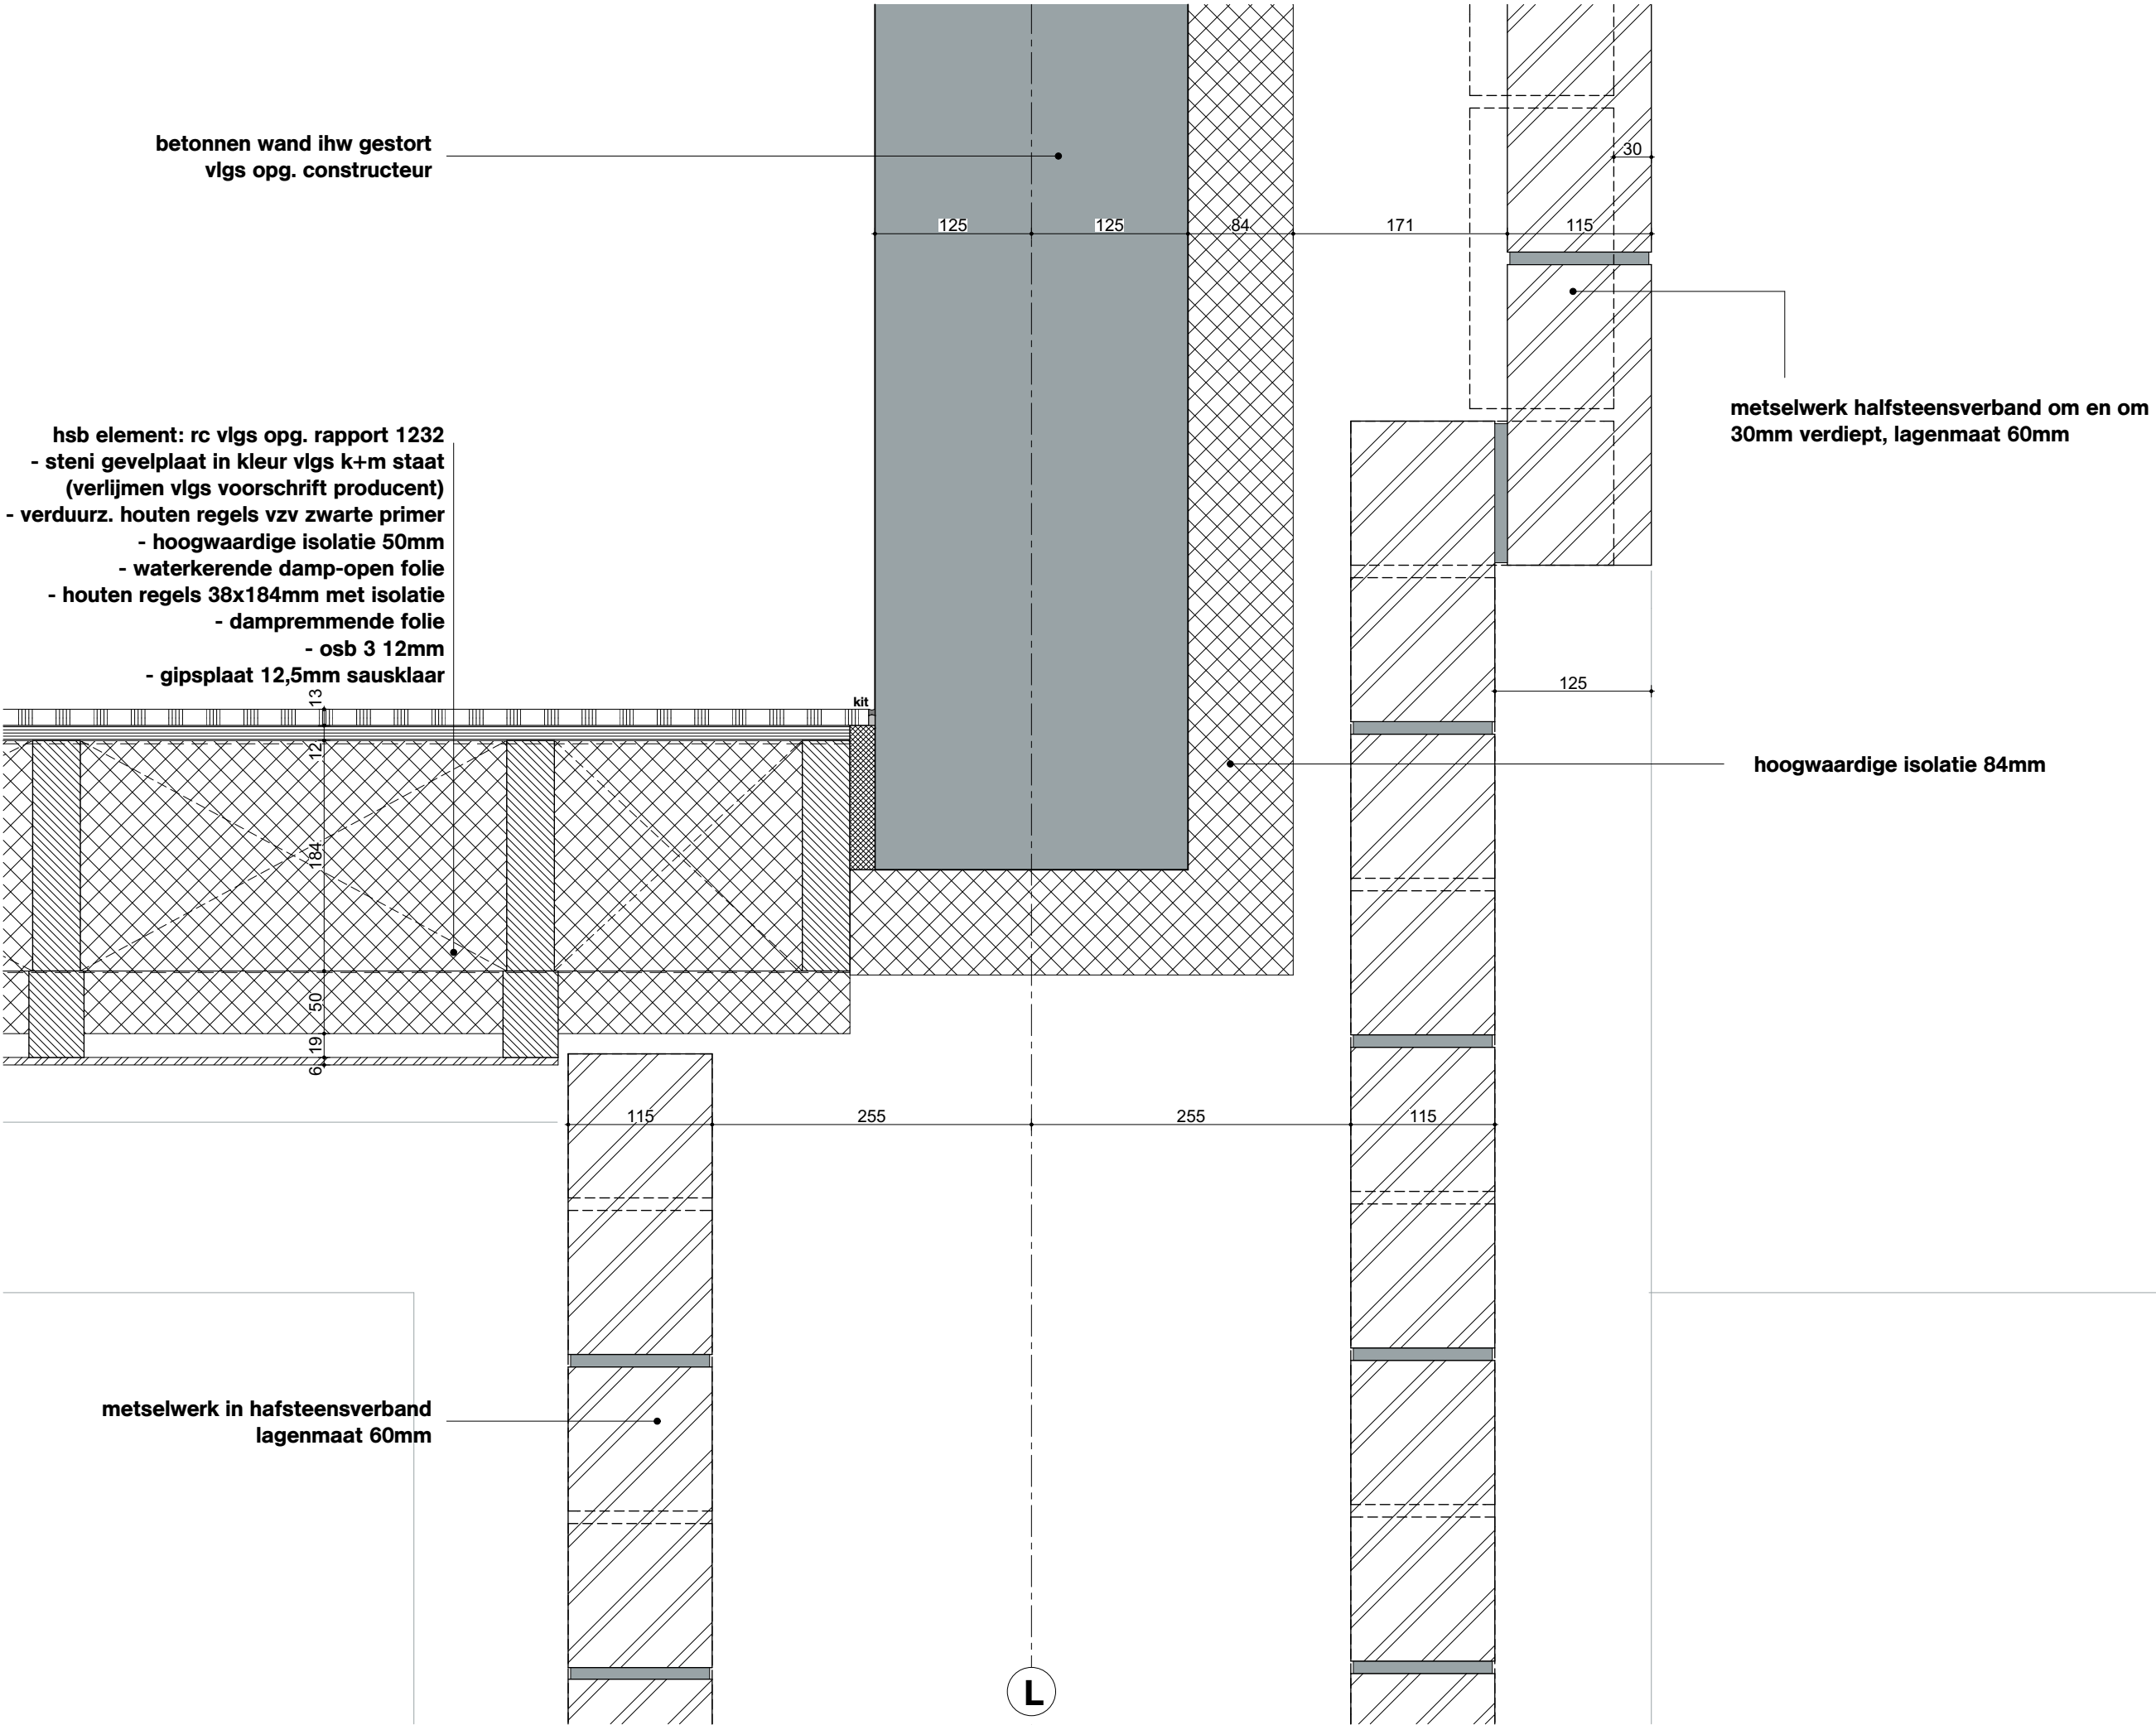 betonnen wand ihw gestort
vlgs opg. constructeur
30
125
125
84
171
115
metselwerk halfsteensverband om en om
30mm verdiept, lagenmaat 60mm
hsb element: rc vlgs opg. rapport 1232
- steni gevelplaat in kleur vlgs k+m staat
(verlijmen vlgs voorschrift producent)
- verduurz. houten regels vzv zwarte primer
- hoogwaardige isolatie 50mm
- waterkerende damp-open folie
- houten regels 38x184mm met isolatie
- dampremmende folie
- osb 3 12mm
- gipsplaat 12,5mm sausklaar
13
kit
125
12
hoogwaardige isolatie 84mm
184
50
19
6
115
255
255
115
metselwerk in hafsteensverband
lagenmaat 60mm
L